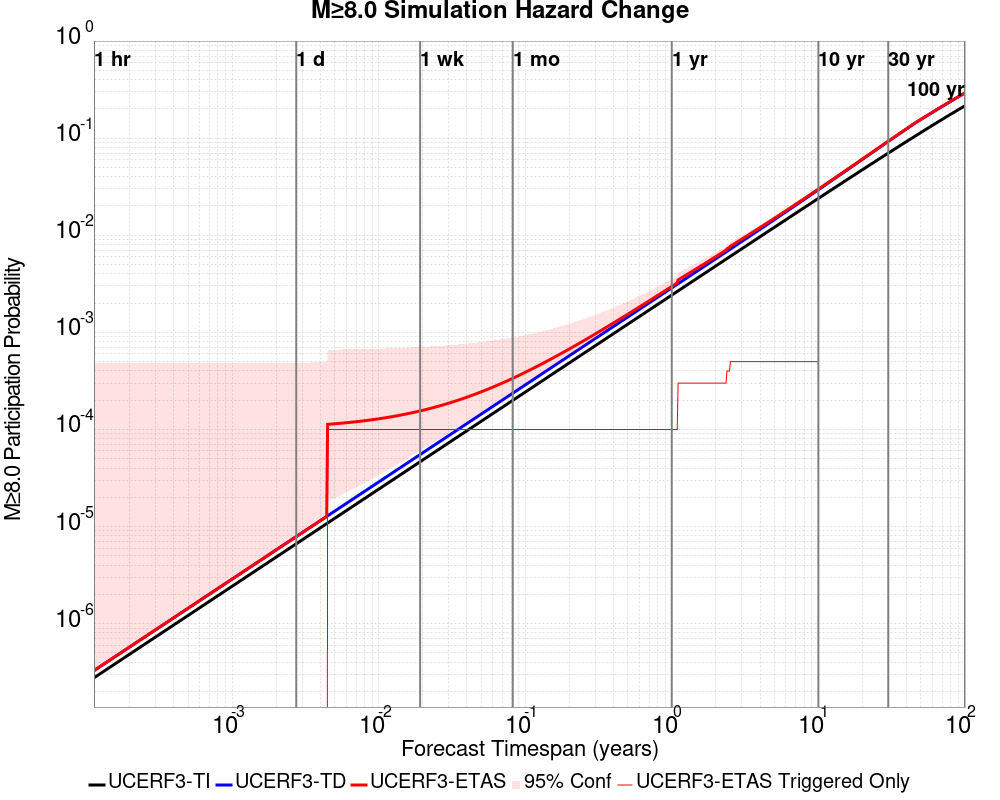 M≥8.0 Simulation Hazard Change
1 hr 1 d 1 wk 1 mo 1 yr 10 yr 30 yr
100 yr
M≥8.0 Participation Probability
10^0
10^-1
10^-2
10^-3
10^-4
10^-5
10^-6
10^-3 10^-2 10^-1 10^0 10^1 10^2
Forecast Timespan (years)
UCERF3-TI UCERF3-TD UCERF3-ETAS 95% Conf UCERF3-ETAS Triggered Only